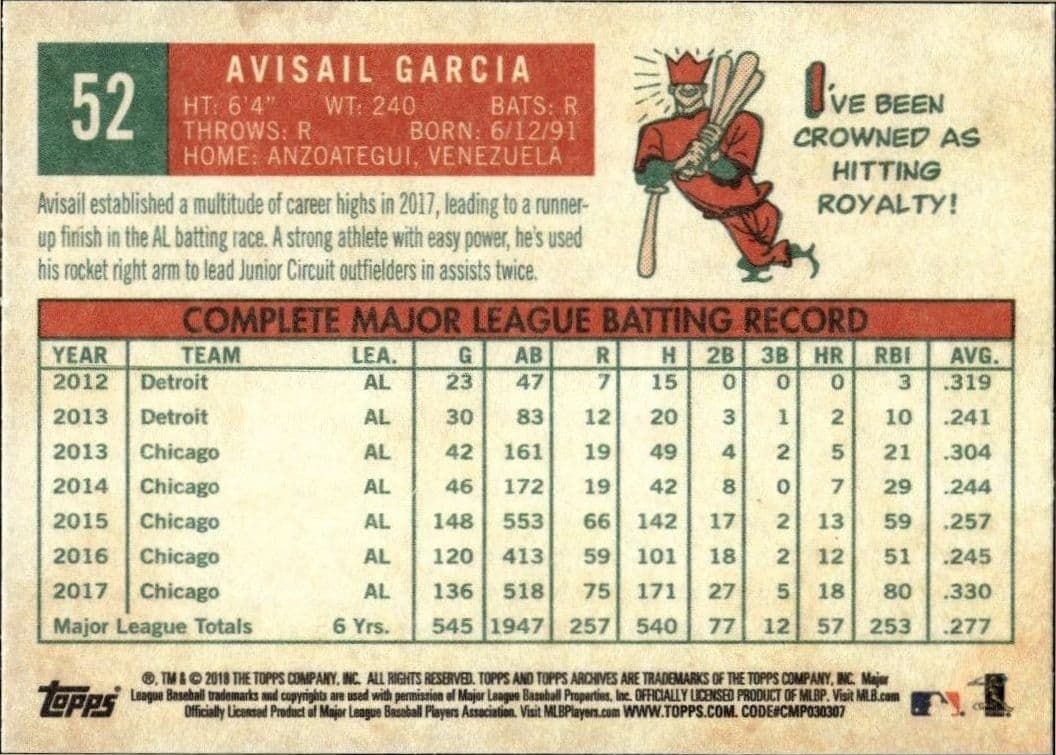 52
AVISAIL GARCIA
HT: 6'4" WT: 240 BATS: R
THROWS: R BORN: 6/12/91
HOME: ANZOATEGUI, VENEZUELA
I'VE BEEN
CROWNED AS
HITTING
ROYALTY!
Avisail established a multitude of career highs in 2017, leading to a runner-
up finish in the AL batting race. A strong athlete with easy power, he's used
his rocket right arm to lead Junior Circuit outfielders in assists twice.
COMPLETE MAJOR LEAGUE BATTING RECORD
YEAR TEAM LEA. G AB R H 2B 3B HR RBI AVG.
2012 Detroit AL 23 47 7 15 0 0 0 3 .319
2013 Detroit AL 30 83 12 20 3 1 2 10 .241
2013 Chicago AL 42 161 19 49 4 2 5 21 .304
2014 Chicago AL 46 172 19 42 8 0 7 29 .244
2015 Chicago AL 148 553 66 142 17 2 13 59 .257
2016 Chicago AL 120 413 59 101 18 2 12 51 .245
2017 Chicago AL 136 518 75 171 27 5 18 80 .330
Major League Totals 6 Yrs. 545 1947 257 540 77 12 57 253 .277
topps
®, TM & © 2018 THE TOPPS COMPANY, INC. ALL RIGHTS RESERVED. TOPPS AND TOPPS ARCHIVES ARE TRADEMARKS OF THE TOPPS COMPANY, INC. Major
League Baseball trademarks and copyrights are used with permission of Major League Baseball Properties, Inc. OFFICIALLY LICENSED PRODUCT OF MLBP. Visit MLB.com
Officially Licensed Product of Major League Baseball Players Association. Visit MLBPlayers.com WWW.TOPPS.COM. CODE#CMP030307